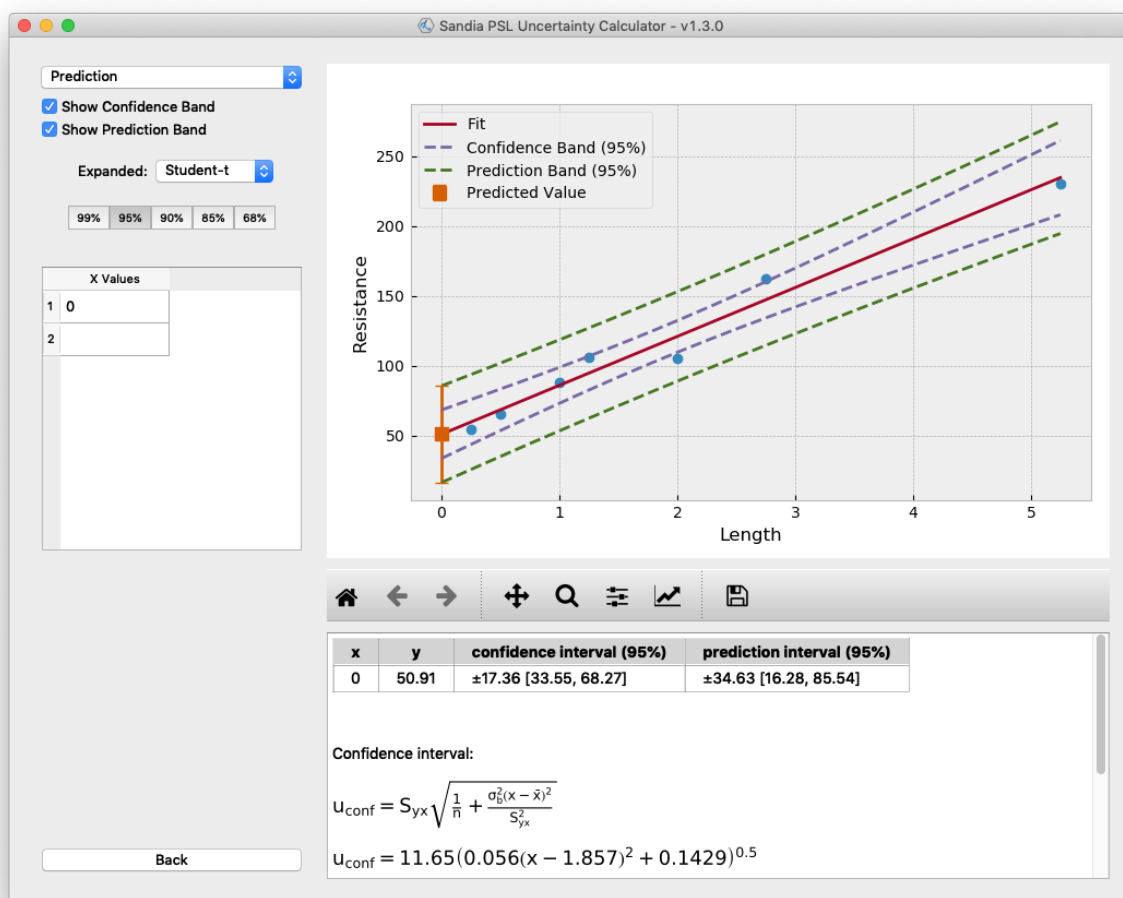 Sandia PSL Uncertainty Calculator - v1.3.0
Prediction
Show Confidence Band
Show Prediction Band
Expanded: Student-t
99% 95% 90% 85% 68%
X Values
1 0
2
Back
Fit
Confidence Band (95%)
Prediction Band (95%)
Predicted Value
250
200
150
100
50
Resistance
0 1 2 3 4 5
Length
x y confidence interval (95%) prediction interval (95%)
0 50.91 ±17.36 [33.55, 68.27] ±34.63 [16.28, 85.54]
Confidence interval:
u_conf = S_yx √(1/n + σ_b²(x − x̄)²/S_yx²)
u_conf = 11.65(0.056(x − 1.857)² + 0.1429)^0.5